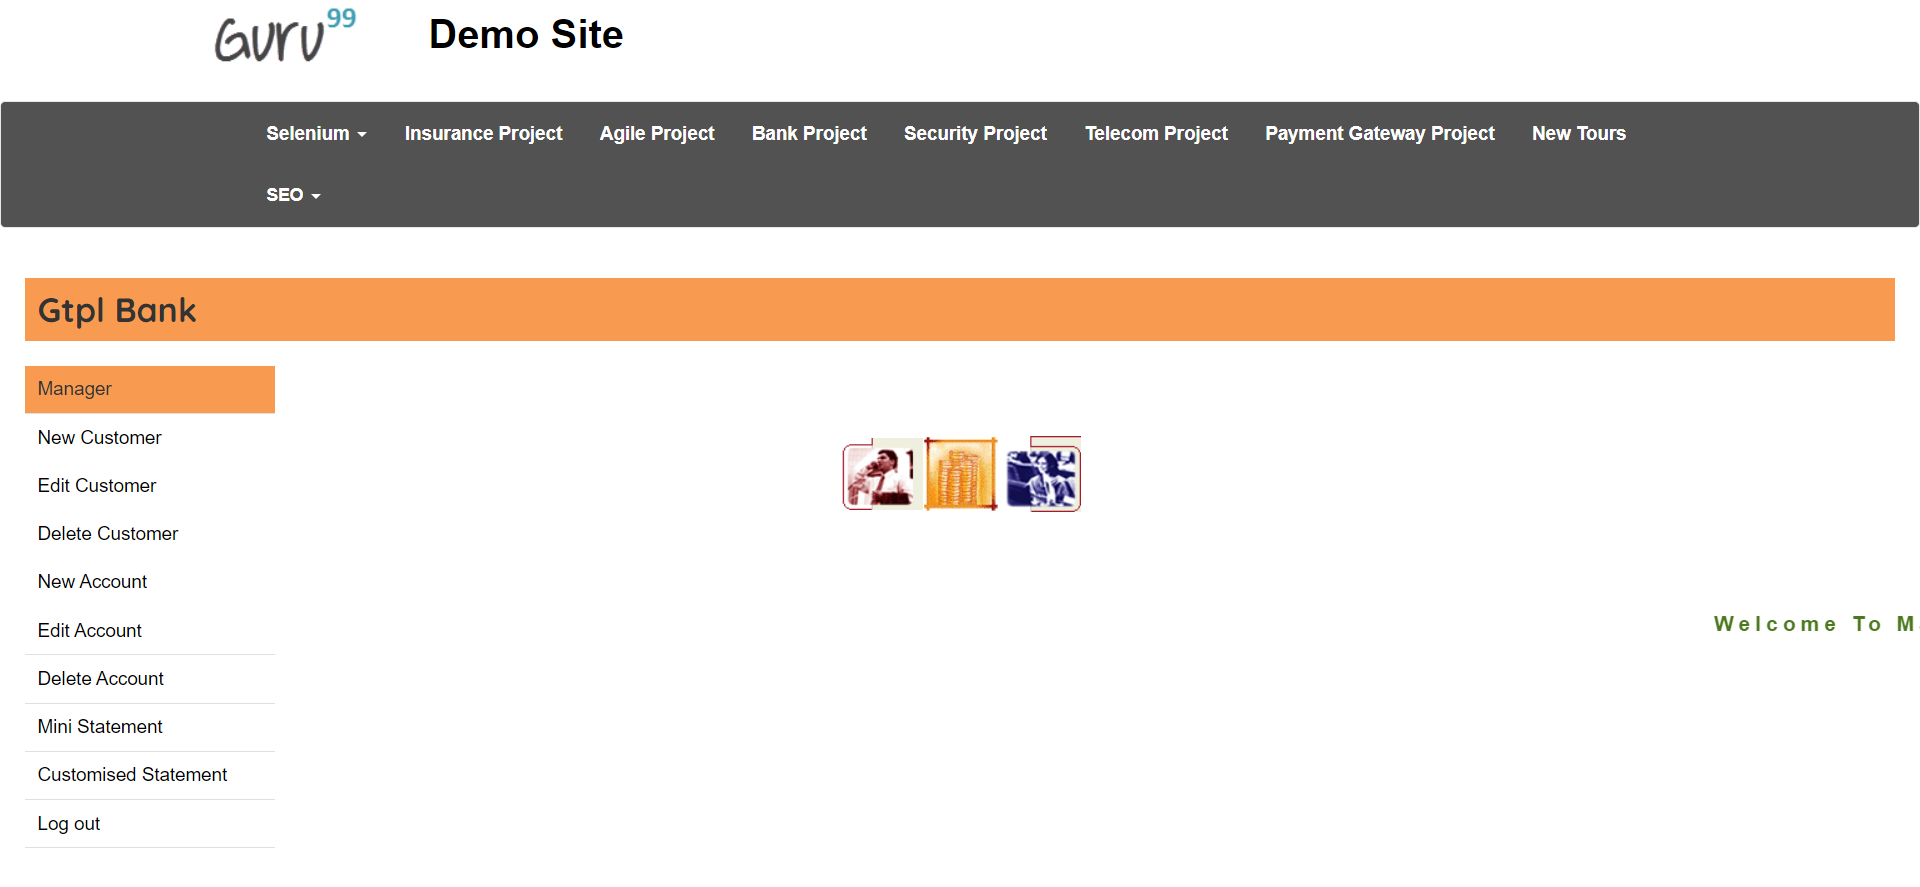 Guru99
Demo Site
Selenium Insurance Project Agile Project Bank Project Security Project Telecom Project Payment Gateway Project New Tours
SEO
Gtpl Bank
Manager
New Customer
Edit Customer
Delete Customer
New Account
Edit Account
Welcome To M
Delete Account
Mini Statement
Customised Statement
Log out